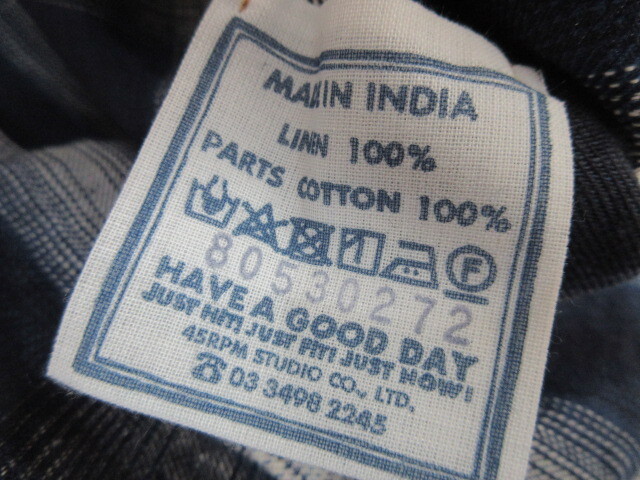 MADE IN INDIA
LINEN 100%
PARTS COTTON 100%
F
80530272
HAVE A GOOD DAY
JUST HIT! JUST FIT! JUST NOW!
45RPM STUDIO CO., LTD.
☎ 03 3498 2245